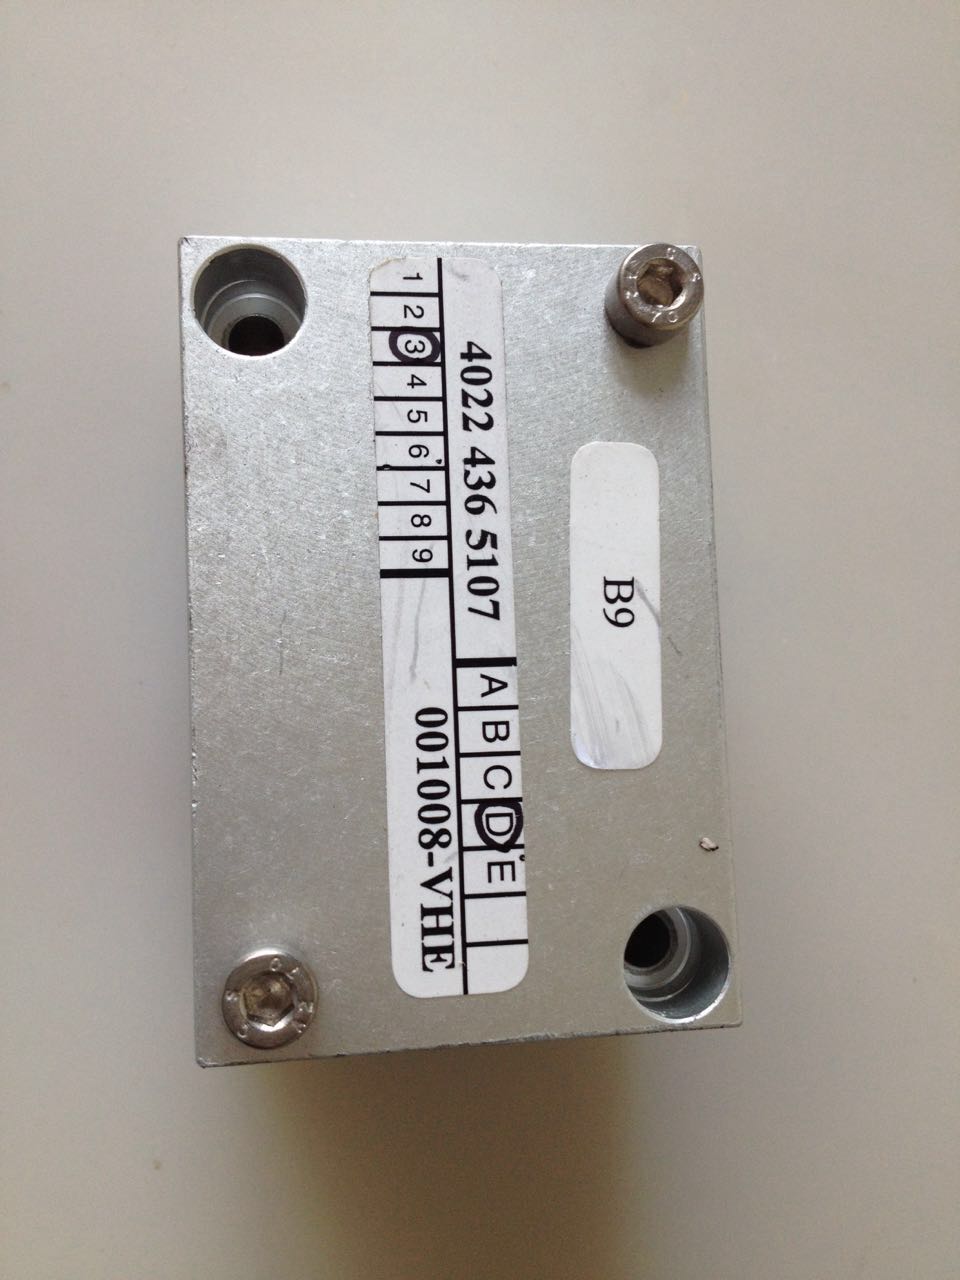 B9
4022 436 5107 A B C D E
1 2 3 4 5 6 7 8 9 001008-VHE